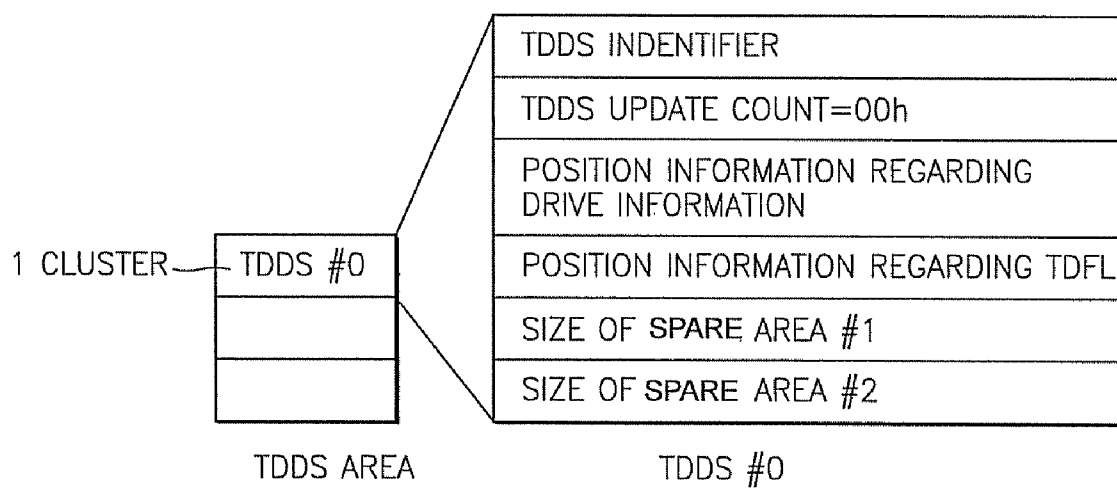 TDDS INDENTIFIER
TDDS UPDATE COUNT=00h
POSITION INFORMATION REGARDING
DRIVE INFORMATION
1 CLUSTER
TDDS #0
POSITION INFORMATION REGARDING TDFL
SIZE OF SPARE AREA #1
SIZE OF SPARE AREA #2
TDDS AREA
TDDS #0